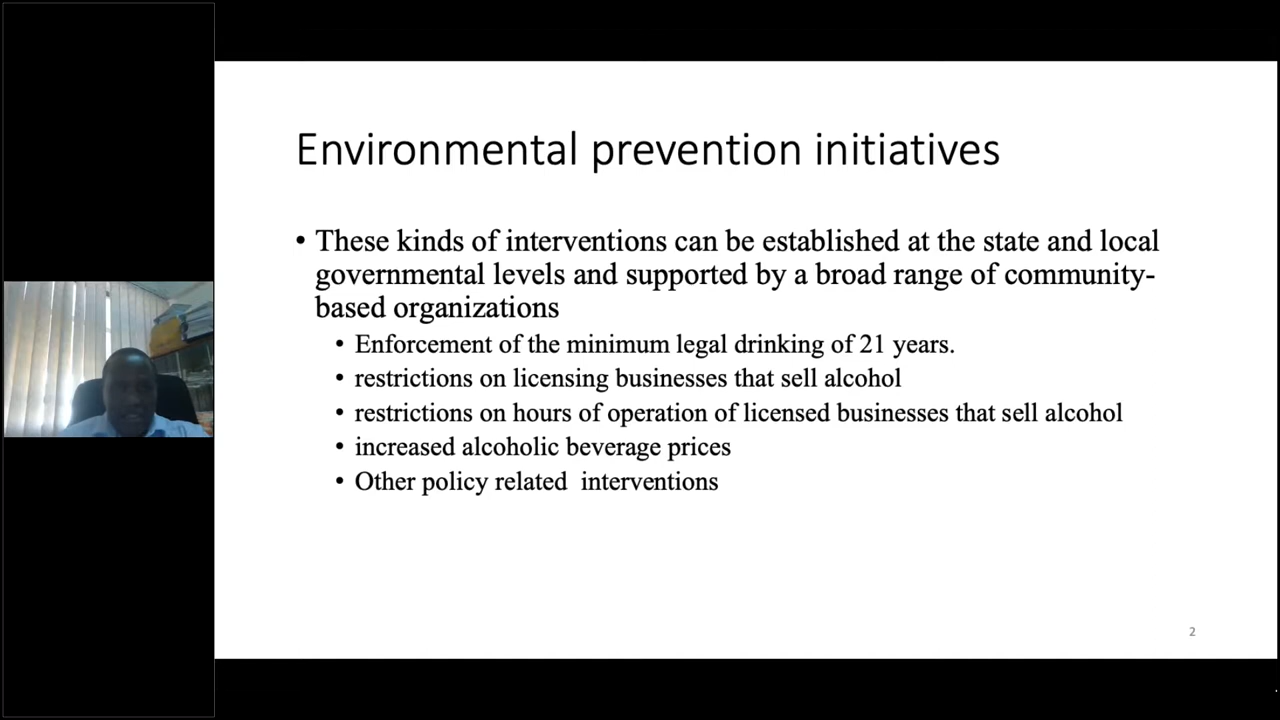 Environmental prevention initiatives
• These kinds of interventions can be established at the state and local
governmental levels and supported by a broad range of community-
based organizations
• Enforcement of the minimum legal drinking of 21 years.
• restrictions on licensing businesses that sell alcohol
• restrictions on hours of operation of licensed businesses that sell alcohol
• increased alcoholic beverage prices
• Other policy related  interventions
2